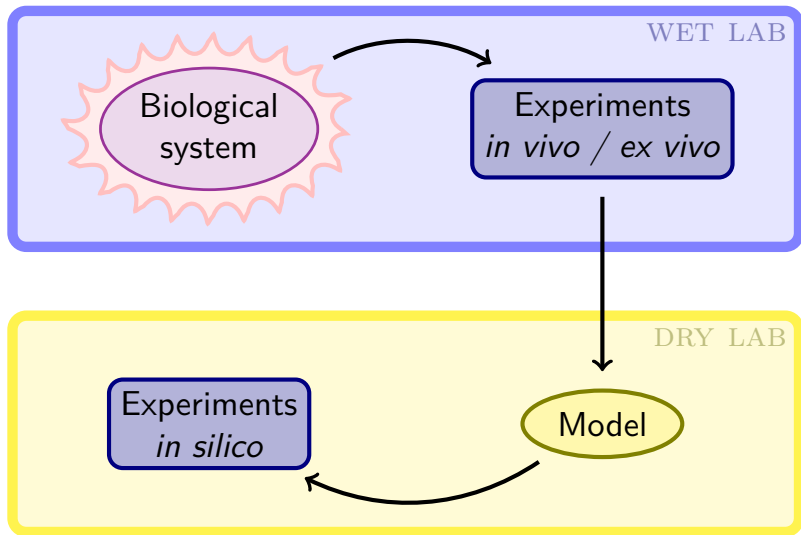 WET LAB
Biological
system
Experiments
in vivo / ex vivo
DRY LAB
Experiments
in silico
Model